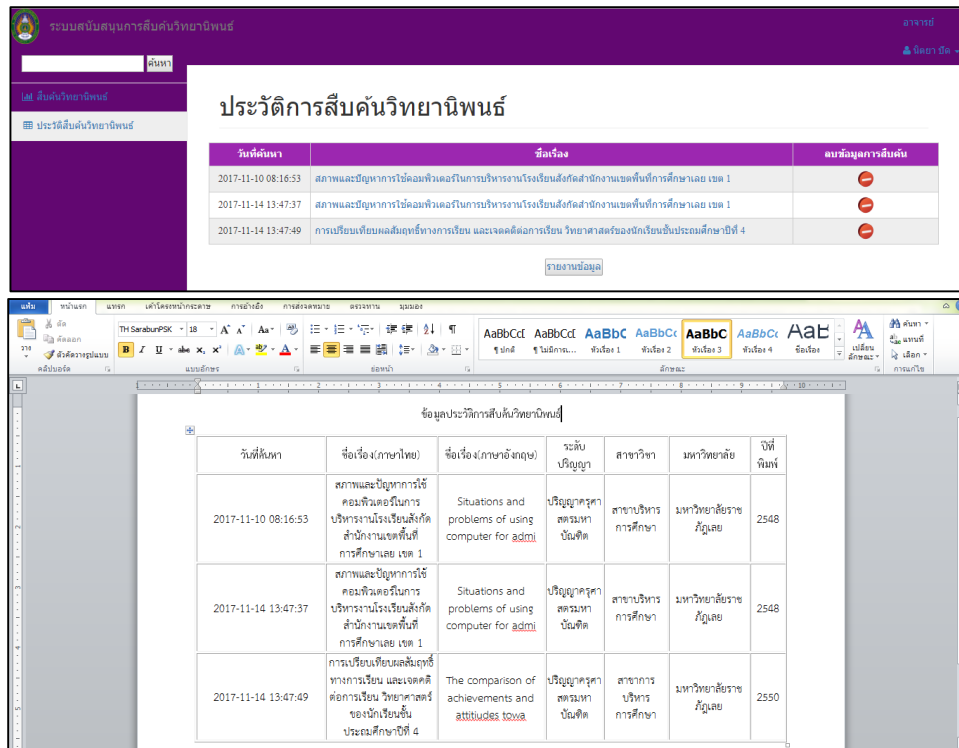 ระบบสนับสนุนการสืบค้นวิทยานิพนธ์
อาจารย์
นิตยา ปัด
ค้นหา
สืบค้นวิทยานิพนธ์
ประวัติสืบค้นวิทยานิพนธ์
ประวัติการสืบค้นวิทยานิพนธ์
วันที่ค้นหา ชื่อเรื่อง ลบข้อมูลการสืบค้น
2017-11-10 08:16:53 สภาพและปัญหาการใช้คอมพิวเตอร์ในการบริหารงานโรงเรียนสังกัดสำนักงานเขตพื้นที่การศึกษาเลย เขต 1
2017-11-14 13:47:37 สภาพและปัญหาการใช้คอมพิวเตอร์ในการบริหารงานโรงเรียนสังกัดสำนักงานเขตพื้นที่การศึกษาเลย เขต 1
2017-11-14 13:47:49 การเปรียบเทียบผลสัมฤทธิ์ทางการเรียน และเจตคติต่อการเรียน วิทยาศาสตร์ของนักเรียนชั้นประถมศึกษาปีที่ 4
รายงานข้อมูล
แฟ้ม หน้าแรก แทรก เค้าโครงหน้ากระดาษ การอ้างอิง การส่งจดหมาย ตรวจทาน มุมมอง
วาง
ตัด
คัดลอก
ตัวคัดวางรูปแบบ
คลิปบอร์ด
TH SarabunPSK 18
แบบอักษร
ย่อหน้า
AaBbCcI AaBbCcI AaBbC AaBbCc AaBbC AaBbCc AaB
¶ ปกติ ¶ ไม่มีการ... หัวเรื่อง 1 หัวเรื่อง 2 หัวเรื่อง 3 หัวเรื่อง 4 ชื่อเรื่อง
ลักษณะ
เปลี่ยน
ลักษณะ
ค้นหา
แทนที่
เลือก
การแก้ไข
ข้อมูลประวัติการสืบค้นวิทยานิพนธ์
วันที่ค้นหา ชื่อเรื่อง(ภาษาไทย) ชื่อเรื่อง(ภาษาอังกฤษ) ระดับ สาขาวิชา มหาวิทยาลัย ปีที่
ปริญญา พิมพ์
สภาพและปัญหาการใช้
คอมพิวเตอร์ในการ Situations and ปริญญาครุศา
2017-11-10 08:16:53 บริหารงานโรงเรียนสังกัด problems of using สตรมหา สาขาบริหาร มหาวิทยาลัยราช 2548
สำนักงานเขตพื้นที่ computer for admi บัณฑิต การศึกษา ภัฏเลย
การศึกษาเลย เขต 1
สภาพและปัญหาการใช้
คอมพิวเตอร์ในการ Situations and ปริญญาครุศา
2017-11-14 13:47:37 บริหารงานโรงเรียนสังกัด problems of using สตรมหา สาขาบริหาร มหาวิทยาลัยราช 2548
สำนักงานเขตพื้นที่ computer for admi บัณฑิต การศึกษา ภัฏเลย
การศึกษาเลย เขต 1
การเปรียบเทียบผลสัมฤทธิ์
ทางการเรียน และเจตคติ The comparison of ปริญญาครุศา สาขาการ
2017-11-14 13:47:49 ต่อการเรียน วิทยาศาสตร์ achievements and สตรมหา บริหาร มหาวิทยาลัยราช 2550
ของนักเรียนชั้น attitiudes towa บัณฑิต การศึกษา ภัฏเลย
ประถมศึกษาปีที่ 4